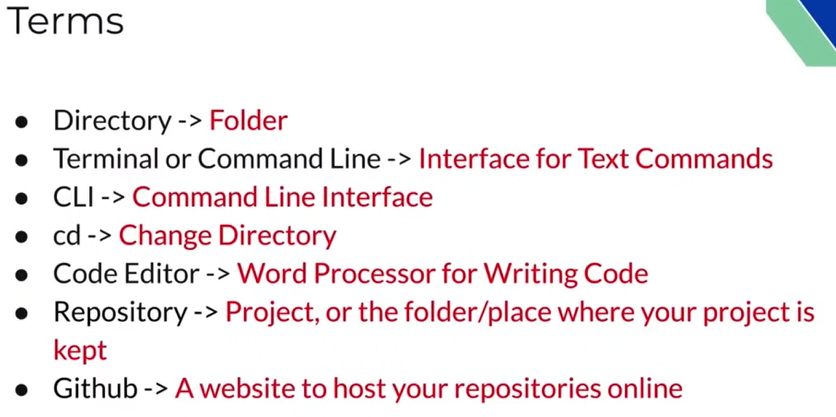 Terms
● Directory -> Folder
● Terminal or Command Line -> Interface for Text Commands
● CLI -> Command Line Interface
● cd -> Change Directory
● Code Editor -> Word Processor for Writing Code
● Repository -> Project, or the folder/place where your project is
kept
● Github -> A website to host your repositories online